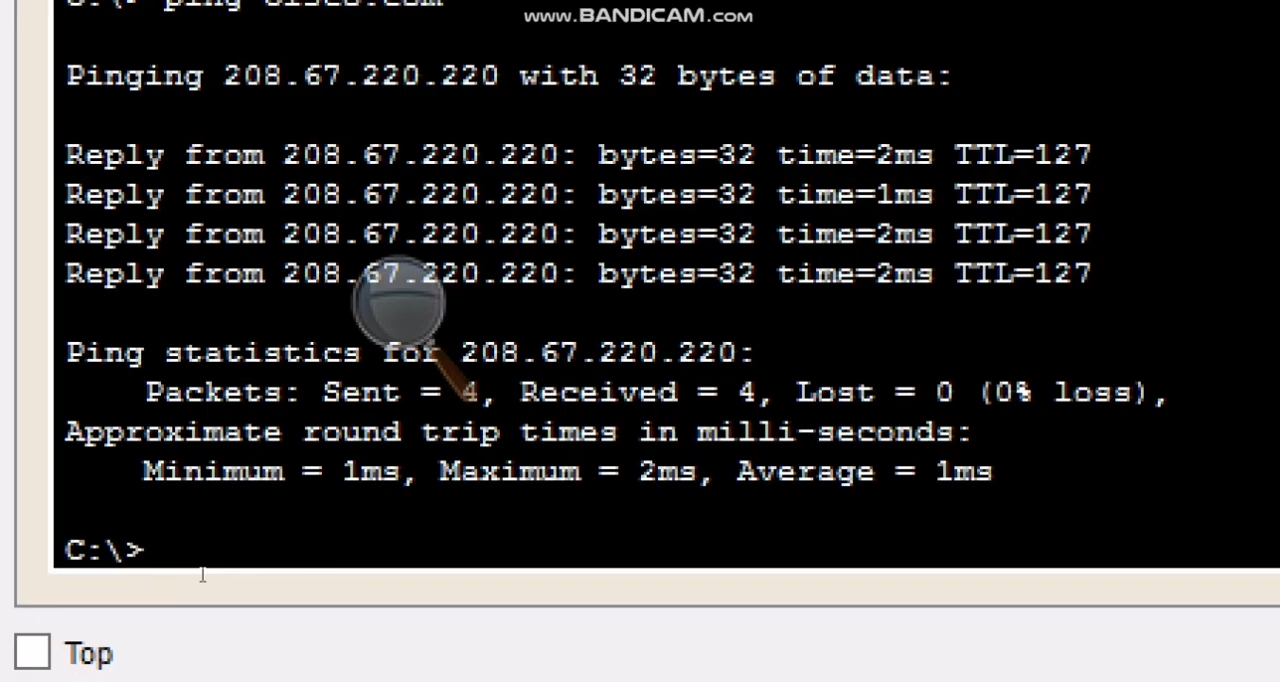 C:\> ping cisco.com
www.BANDICAM.com
Pinging 208.67.220.220 with 32 bytes of data:
Reply from 208.67.220.220: bytes=32 time=2ms TTL=127
Reply from 208.67.220.220: bytes=32 time=1ms TTL=127
Reply from 208.67.220.220: bytes=32 time=2ms TTL=127
Reply from 208.67.220.220: bytes=32 time=2ms TTL=127
Ping statistics for 208.67.220.220:
Packets: Sent = 4, Received = 4, Lost = 0 (0% loss),
Approximate round trip times in milli-seconds:
Minimum = 1ms, Maximum = 2ms, Average = 1ms
C:\>
Top